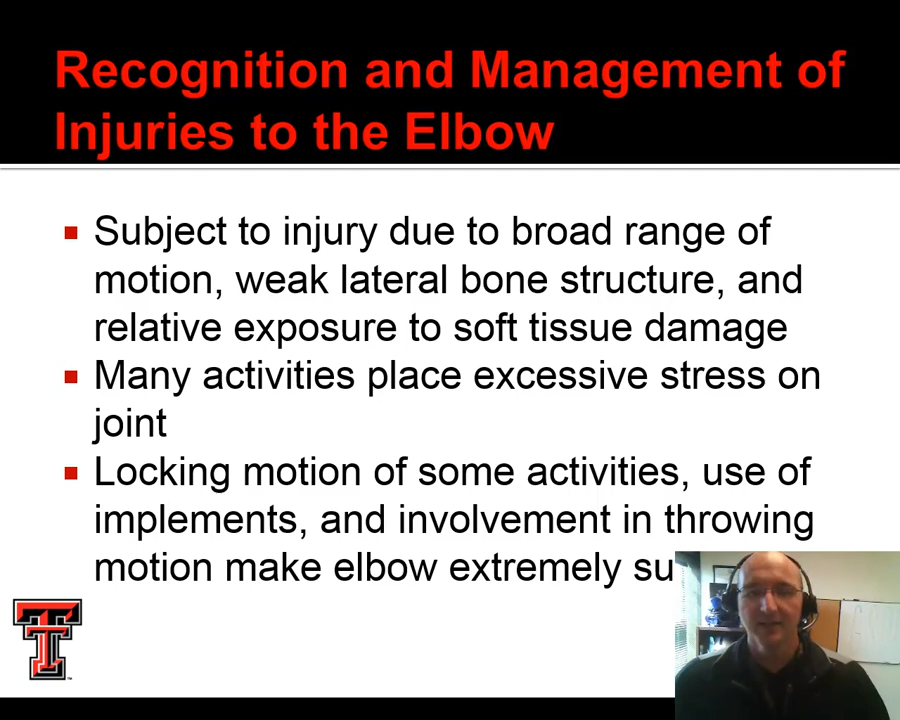 Recognition and Management of
Injuries to the Elbow
Subject to injury due to broad range of
motion, weak lateral bone structure, and
relative exposure to soft tissue damage
Many activities place excessive stress on
joint
Locking motion of some activities, use of
implements, and involvement in throwing
motion make elbow extremely